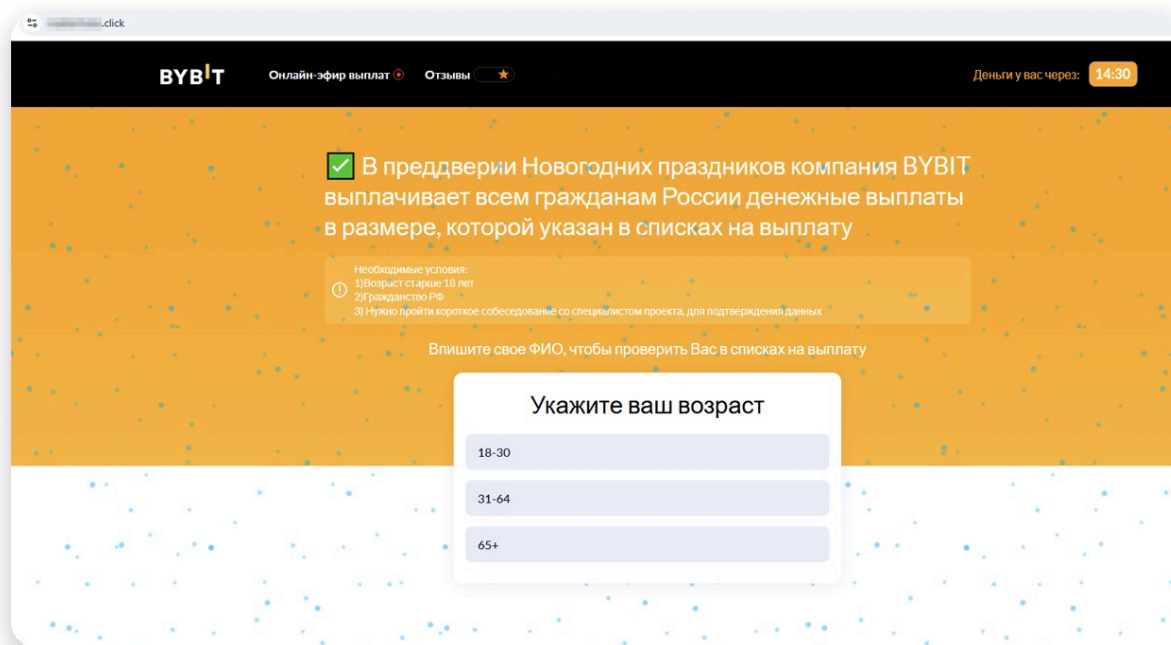 .click
BYBIT
Онлайн-эфир выплат
Отзывы
Деньги у вас через: 14:30
✅ В преддверии Новогодних праздников компания BYBIT
выплачивает всем гражданам России денежные выплаты
в размере, которой указан в списках на выплату
Необходимые условия:
1)Возраст старше 18 лет
2)Гражданство РФ
3) Нужно пройти короткое собеседование со специалистом проекта, для подтверждения данных
Впишите свое ФИО, чтобы проверить Вас в списках на выплату
Укажите ваш возраст
18-30
31-64
65+